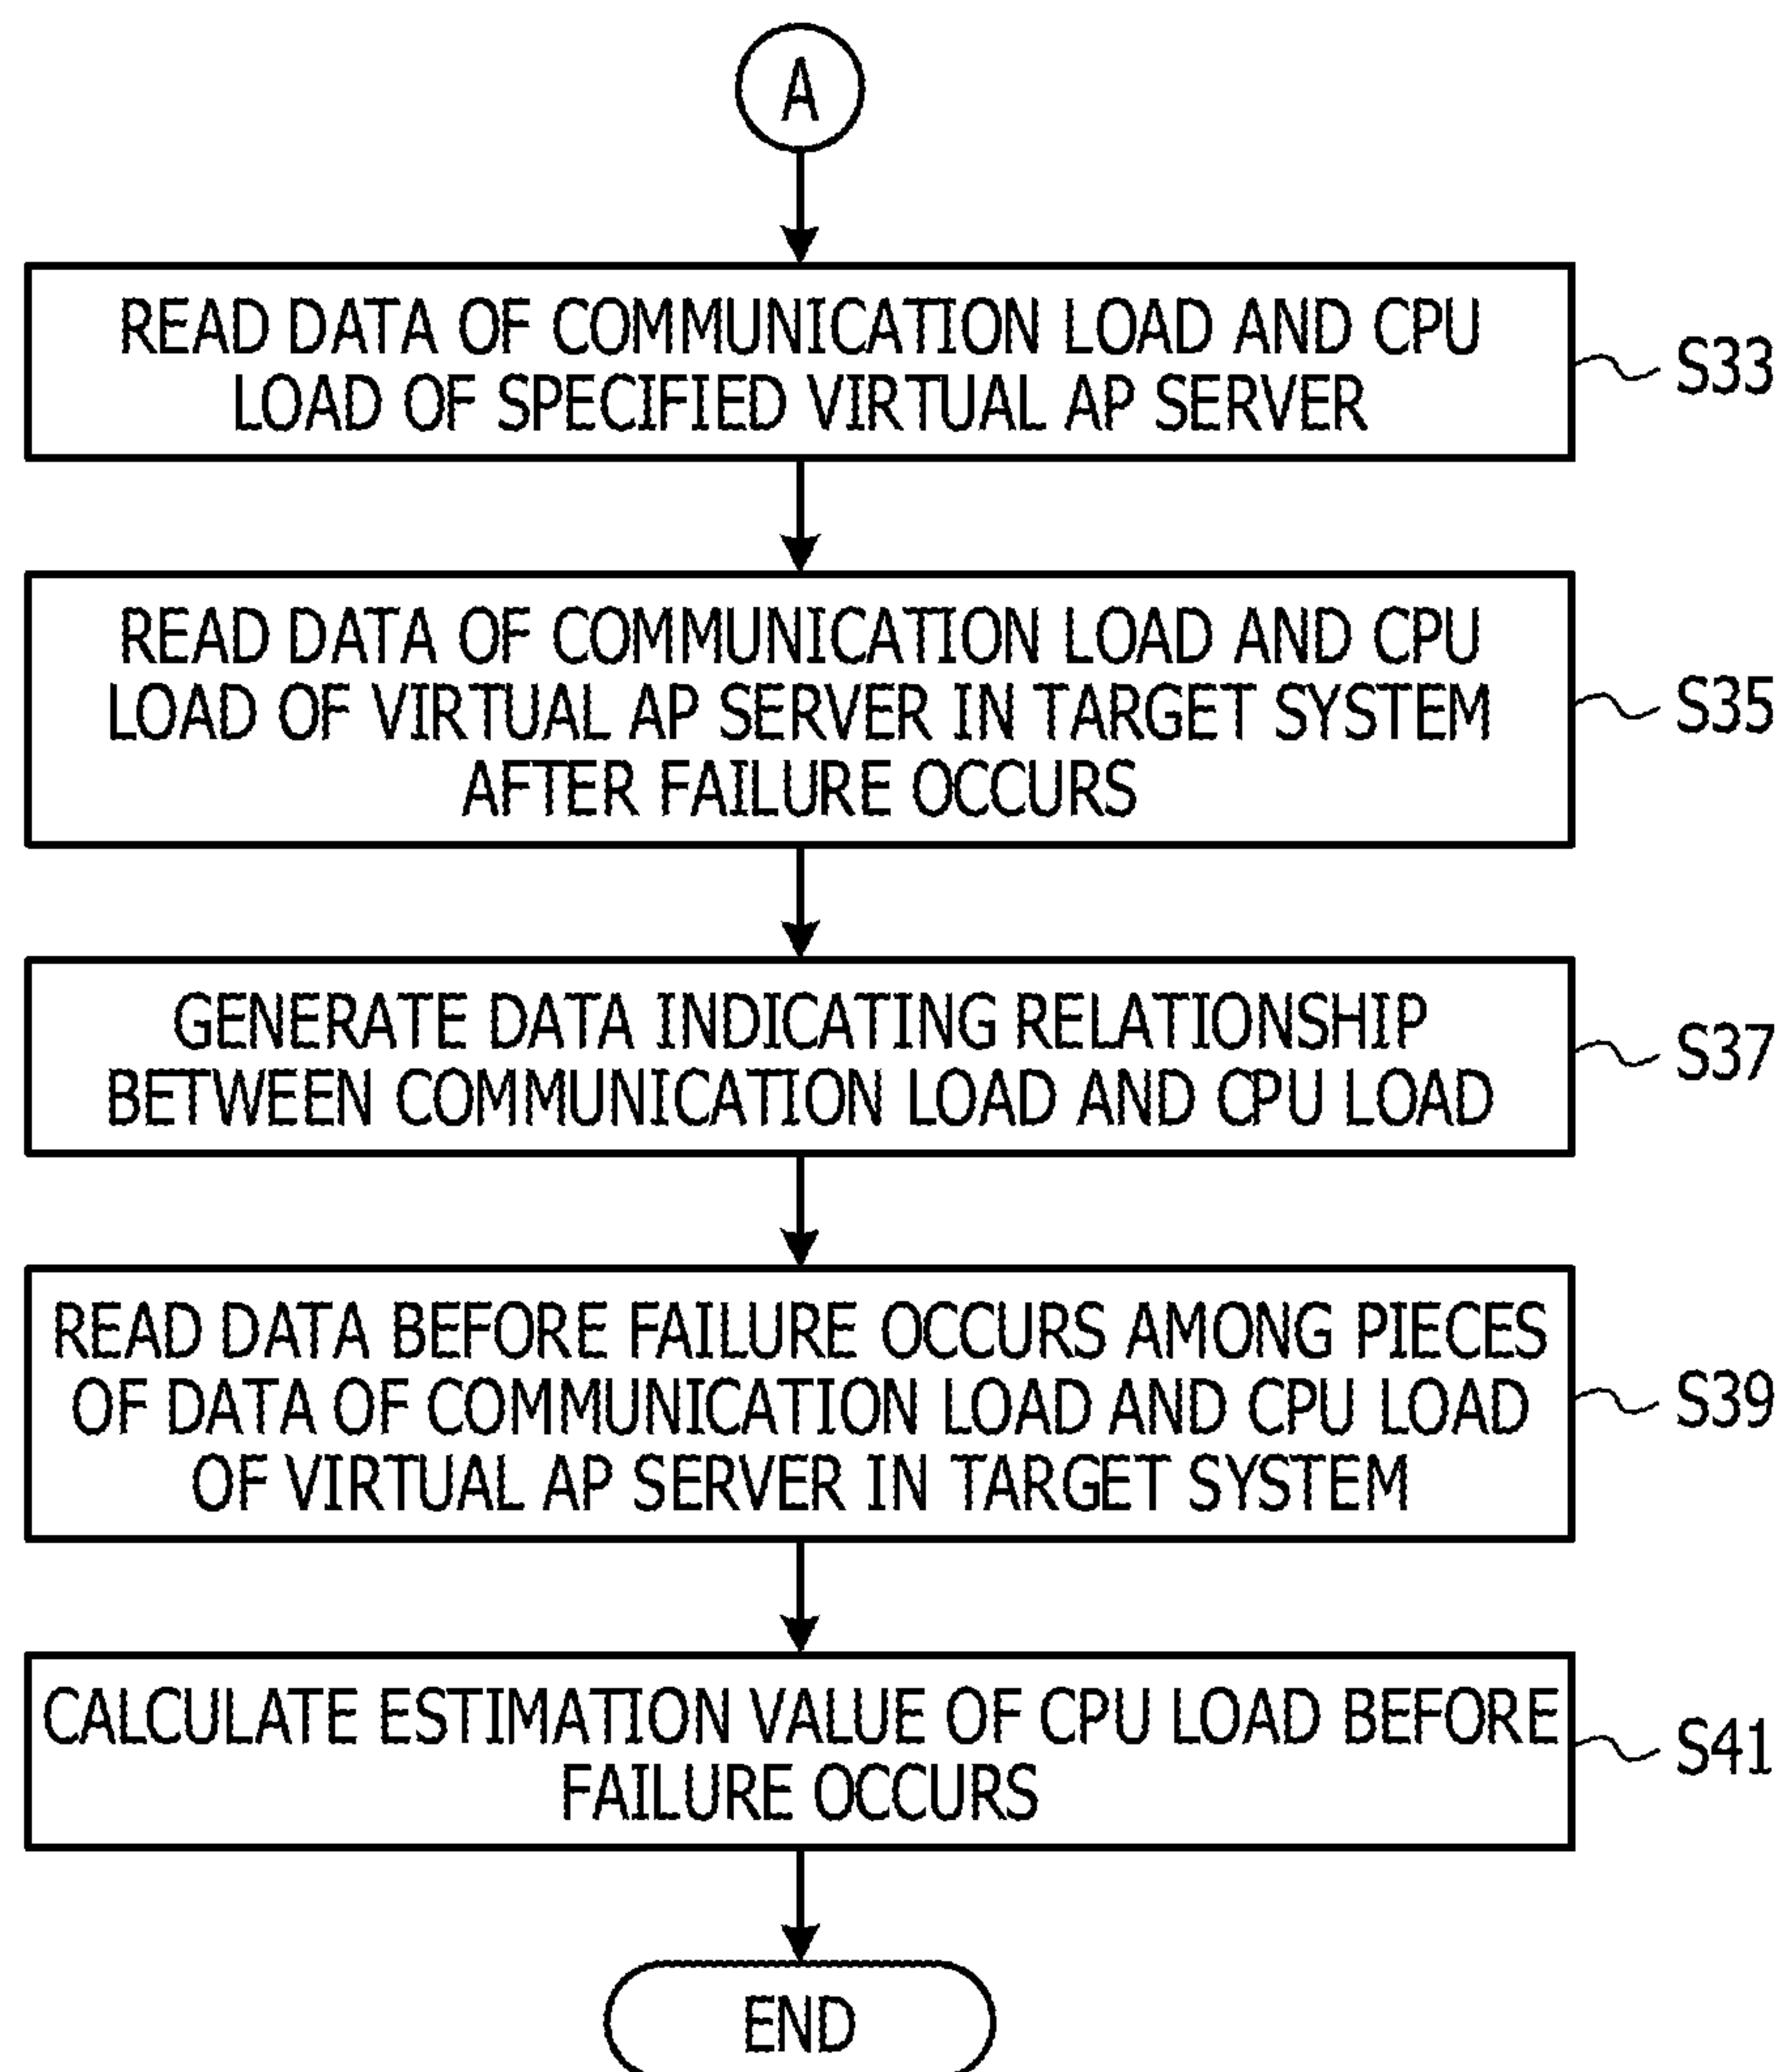 A
READ DATA OF COMMUNICATION LOAD AND CPU
LOAD OF SPECIFIED VIRTUAL AP SERVER
S33
READ DATA OF COMMUNICATION LOAD AND CPU
LOAD OF VIRTUAL AP SERVER IN TARGET SYSTEM
AFTER FAILURE OCCURS
S35
GENERATE DATA INDICATING RELATIONSHIP
BETWEEN COMMUNICATION LOAD AND CPU LOAD
S37
READ DATA BEFORE FAILURE OCCURS AMONG PIECES
OF DATA OF COMMUNICATION LOAD AND CPU LOAD
OF VIRTUAL AP SERVER IN TARGET SYSTEM
S39
CALCULATE ESTIMATION VALUE OF CPU LOAD BEFORE
FAILURE OCCURS
S41
END